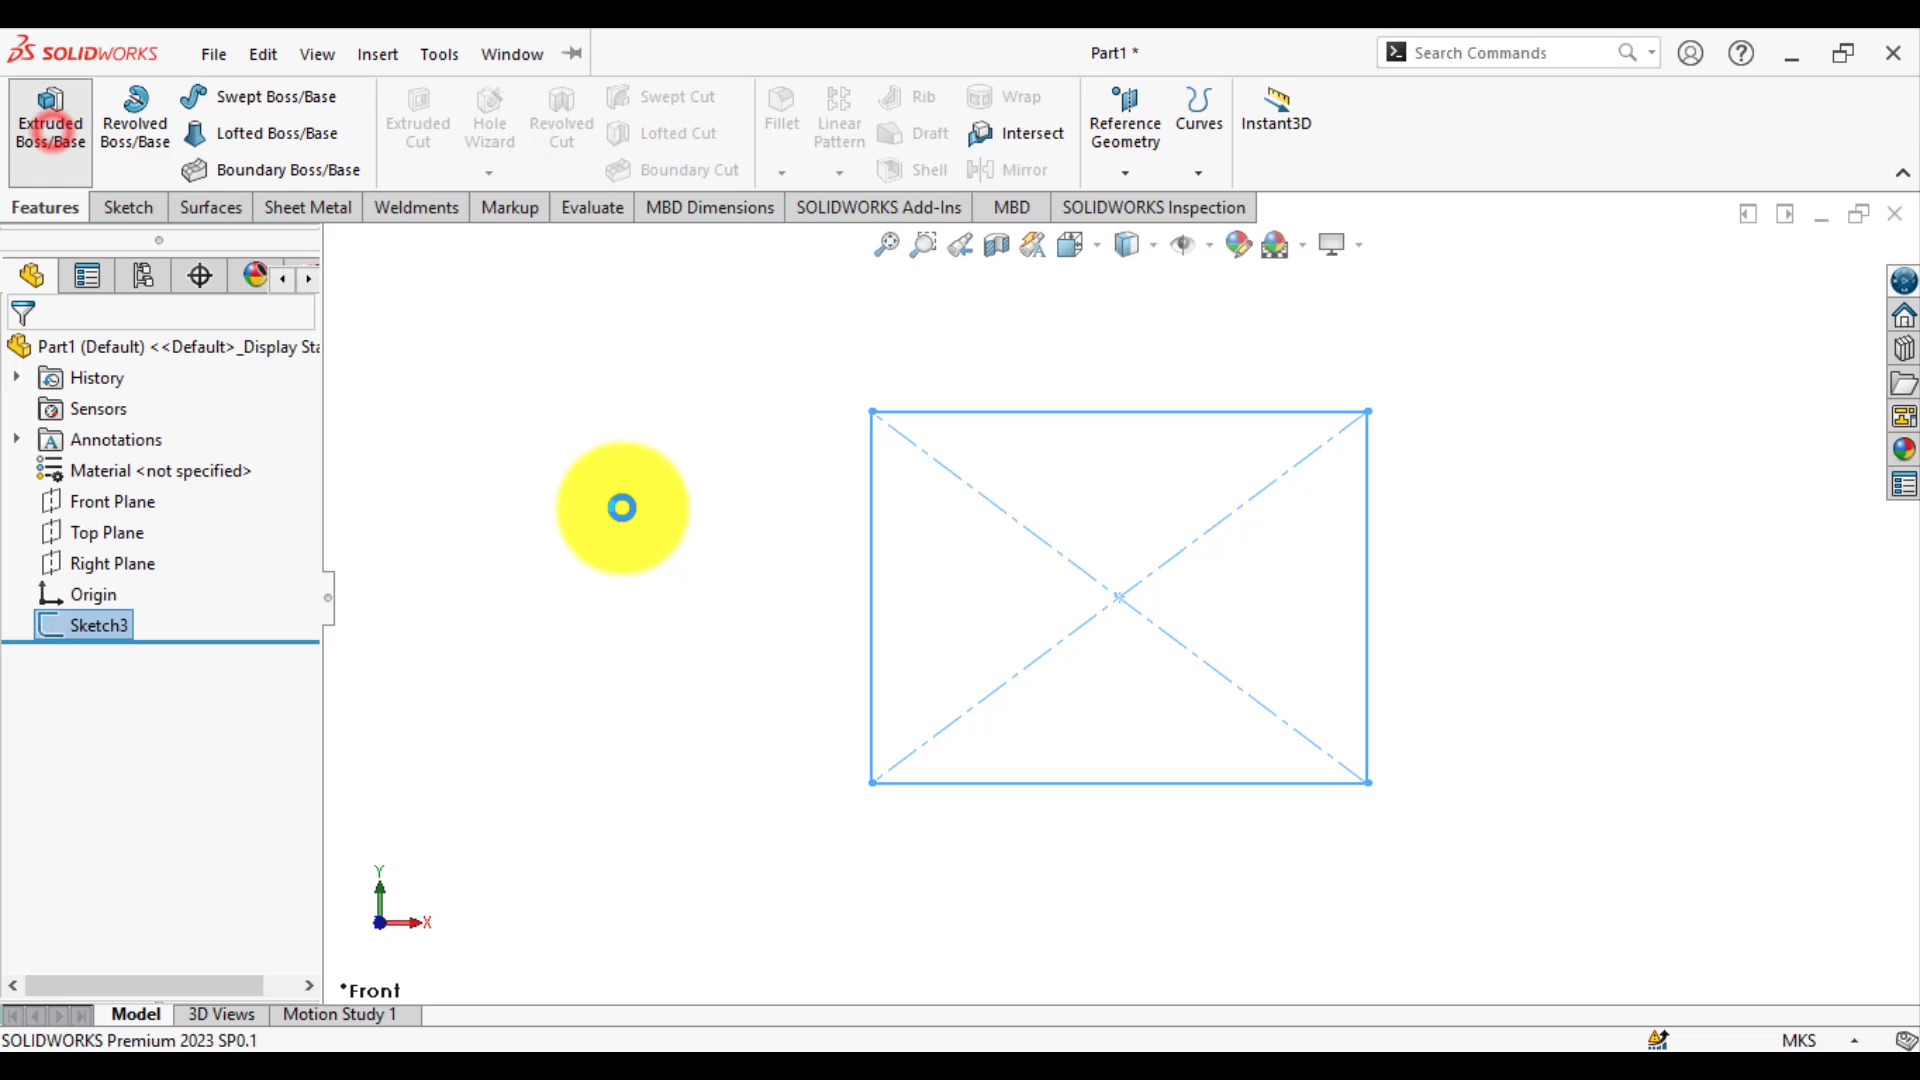 SOLIDWORKS File Edit View Insert Tools Window Part1 * Search Commands
Extruded Boss/Base
Revolved Boss/Base
Swept Boss/Base
Lofted Boss/Base
Boundary Boss/Base
Extruded Cut
Hole Wizard
Revolved Cut
Swept Cut
Lofted Cut
Boundary Cut
Fillet
Linear Pattern
Rib
Draft
Shell
Wrap
Intersect
Mirror
Reference Geometry
Curves
Instant3D
Features Sketch Surfaces Sheet Metal Weldments Markup Evaluate MBD Dimensions SOLIDWORKS Add-Ins MBD SOLIDWORKS Inspection
Part1 (Default) <<Default>_Display Sta
History
Sensors
Annotations
Material <not specified>
Front Plane
Top Plane
Right Plane
Origin
Sketch3
Y
X
*Front
Model 3D Views Motion Study 1
SOLIDWORKS Premium 2023 SP0.1 MKS